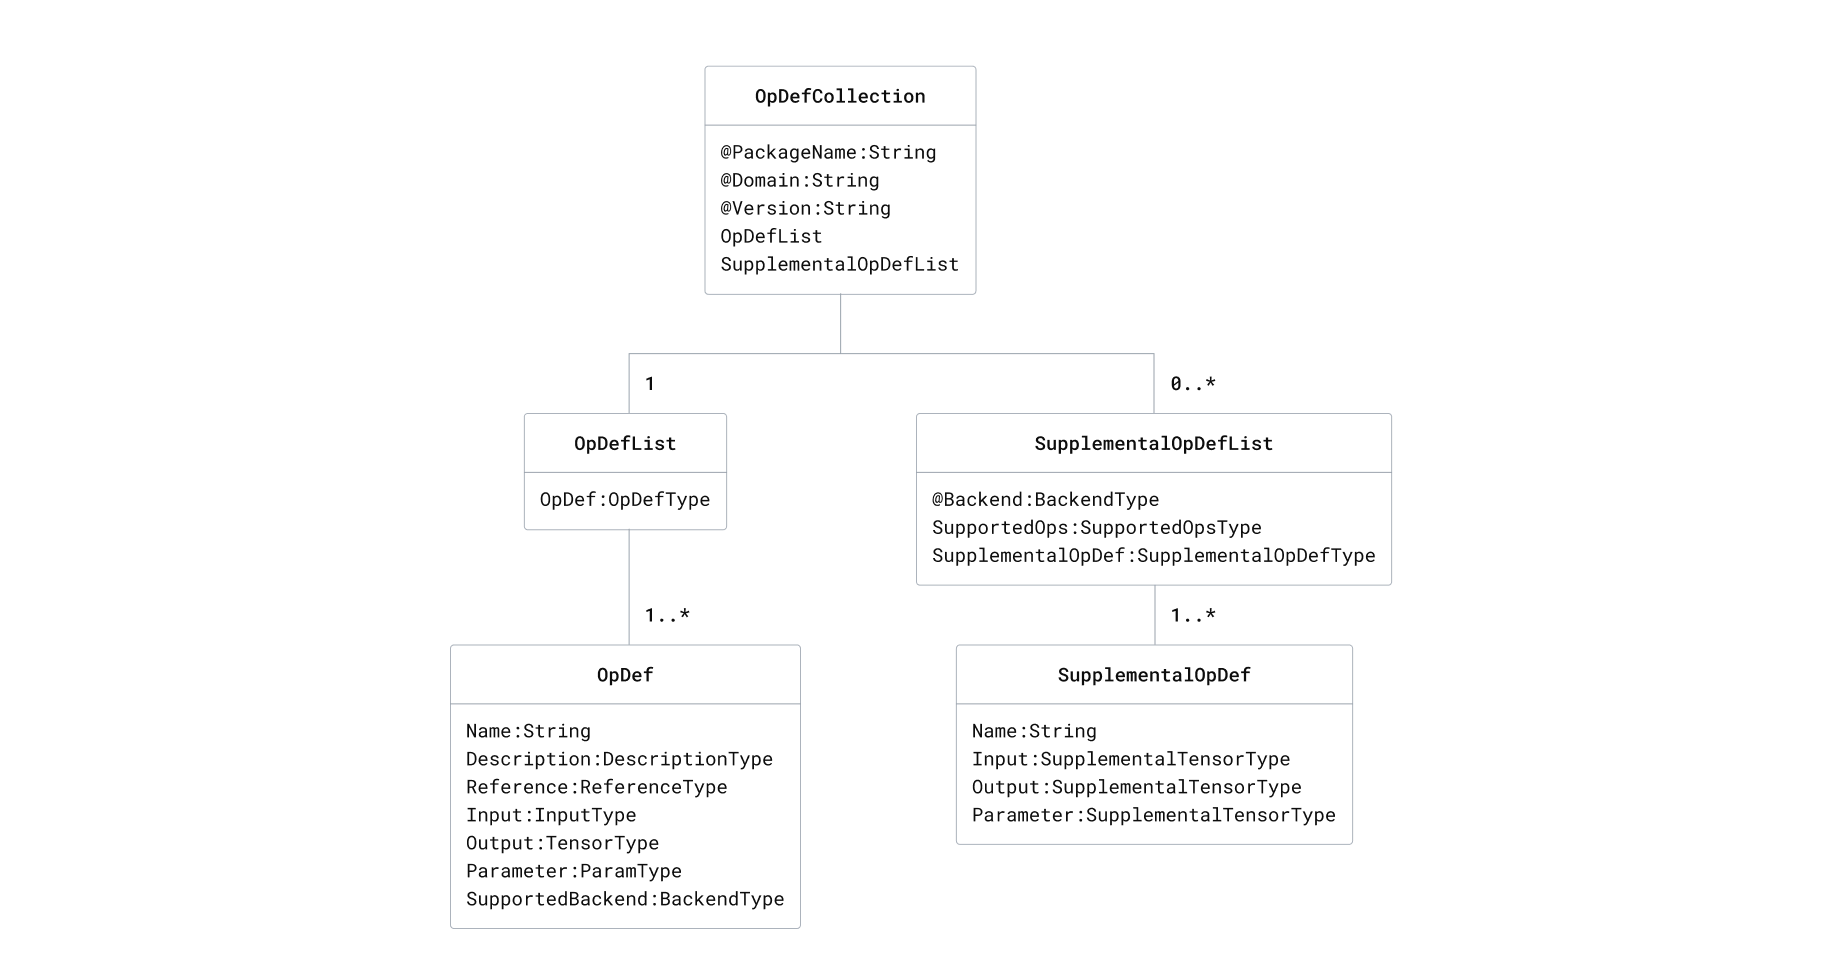 OpDefCollection
@PackageName:String
@Domain:String
@Version:String
OpDefList
SupplementalOpDefList
1
0..*
OpDefList
OpDef:OpDefType
SupplementalOpDefList
@Backend:BackendType
SupportedOps:SupportedOpsType
SupplementalOpDef:SupplementalOpDefType
1..*
1..*
OpDef
Name:String
Description:DescriptionType
Reference:ReferenceType
Input:InputType
Output:TensorType
Parameter:ParamType
SupportedBackend:BackendType
SupplementalOpDef
Name:String
Input:SupplementalTensorType
Output:SupplementalTensorType
Parameter:SupplementalTensorType